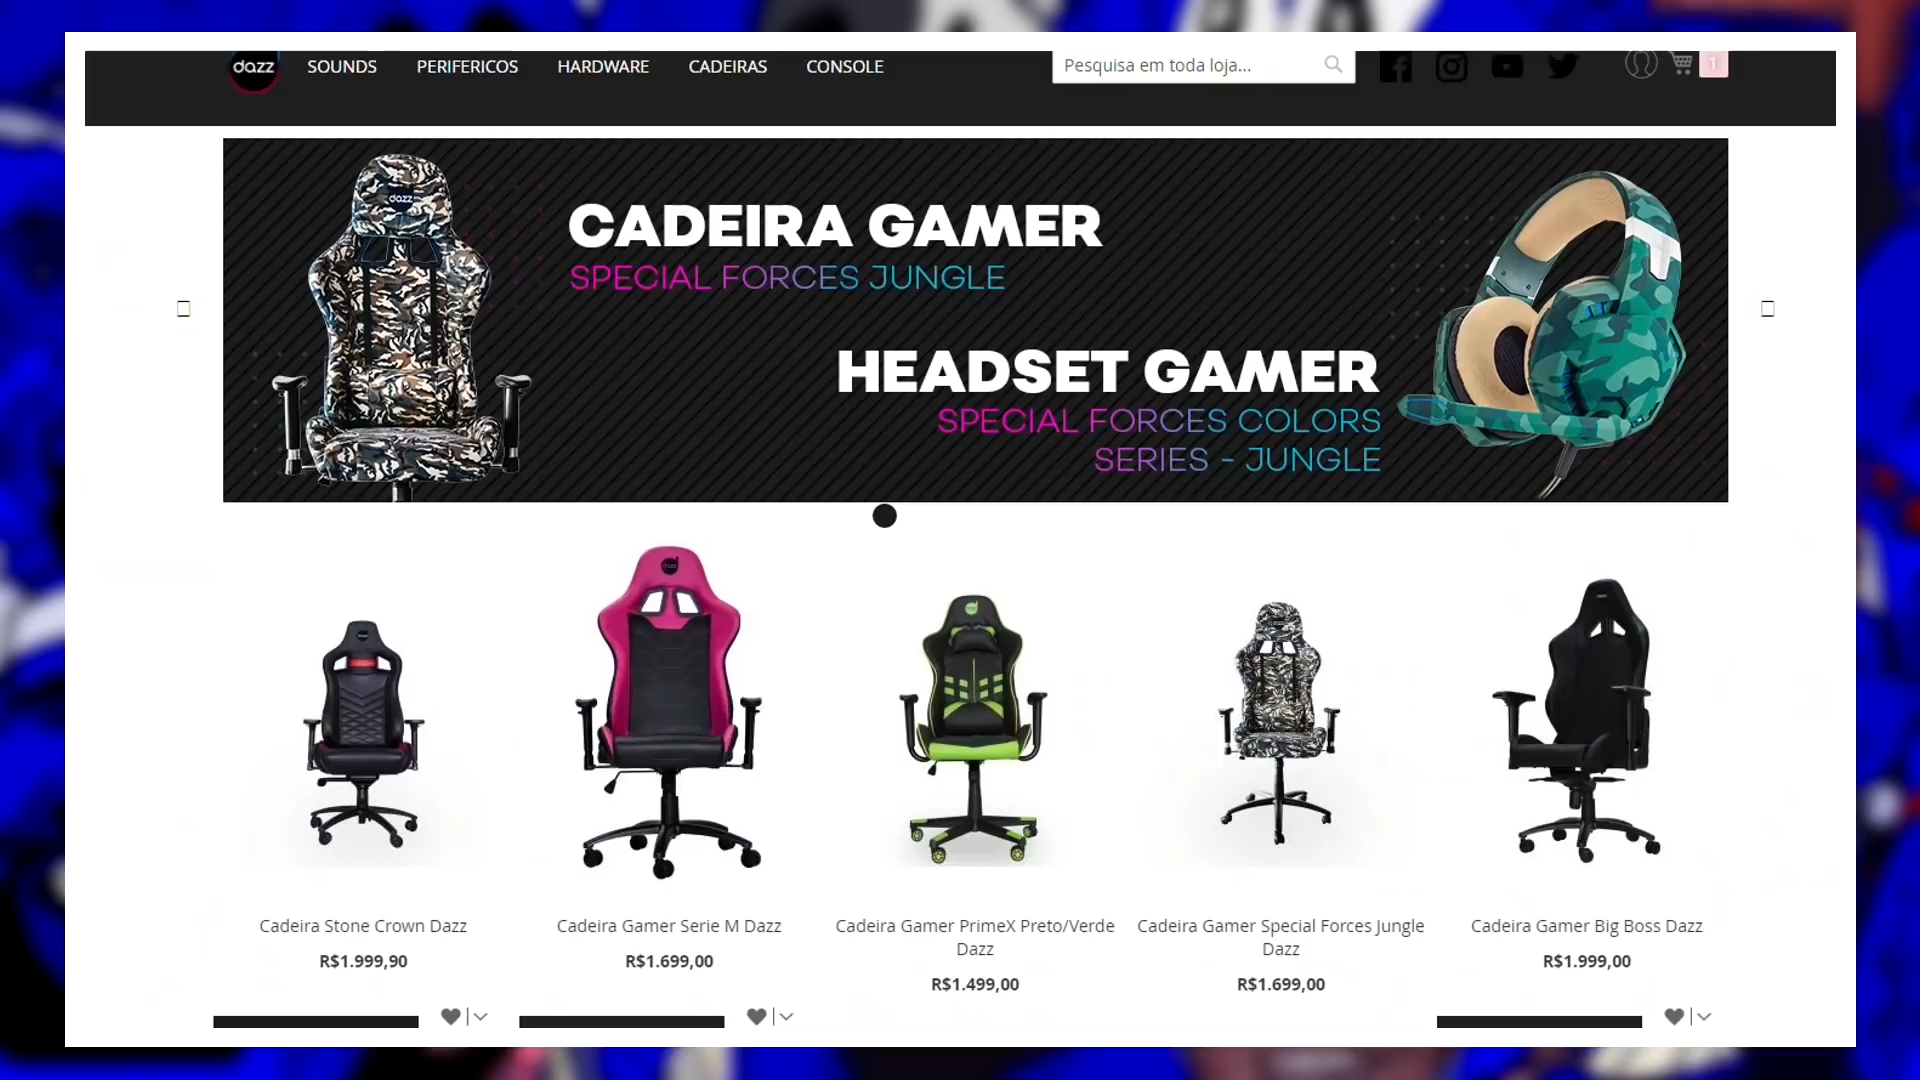 dazz SOUNDS PERIFERICOS HARDWARE CADEIRAS CONSOLE Pesquisa em toda loja... 1
dazz
CADEIRA GAMER
SPECIAL FORCES JUNGLE
HEADSET GAMER
SPECIAL FORCES COLORS
SERIES - JUNGLE
Cadeira Stone Crown Dazz
R$1.999,90
Cadeira Gamer Serie M Dazz
R$1.699,00
Cadeira Gamer PrimeX Preto/Verde
Dazz
R$1.499,00
Cadeira Gamer Special Forces Jungle
Dazz
R$1.699,00
Cadeira Gamer Big Boss Dazz
R$1.999,00